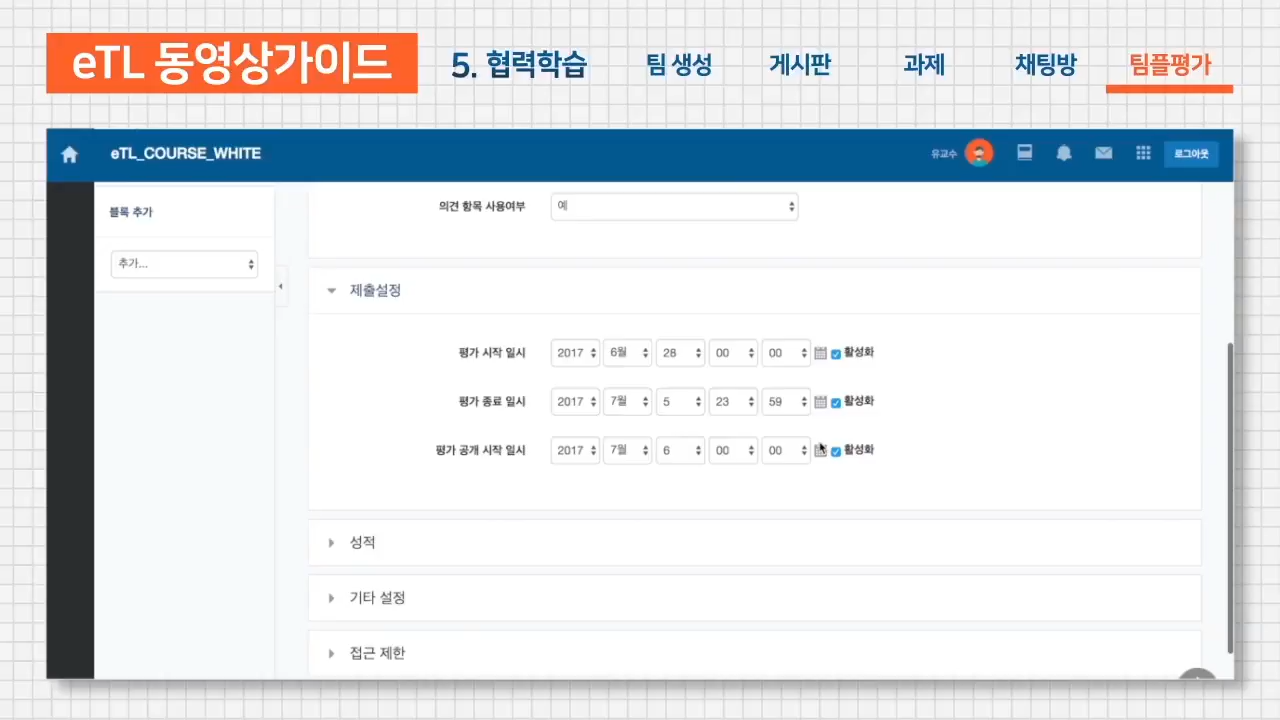 eTL 동영상가이드
5. 협력학습 팀 생성 게시판 과제 채팅방 팀플평가
eTL_COURSE_WHITE 유교수 로그아웃
블록 추가
추가...
의견 항목 사용여부 예
제출설정
평가 시작 일시 2017 6월 28 00 00 활성화
평가 종료 일시 2017 7월 5 23 59 활성화
평가 공개 시작 일시 2017 7월 6 00 00 활성화
성적
기타 설정
접근 제한